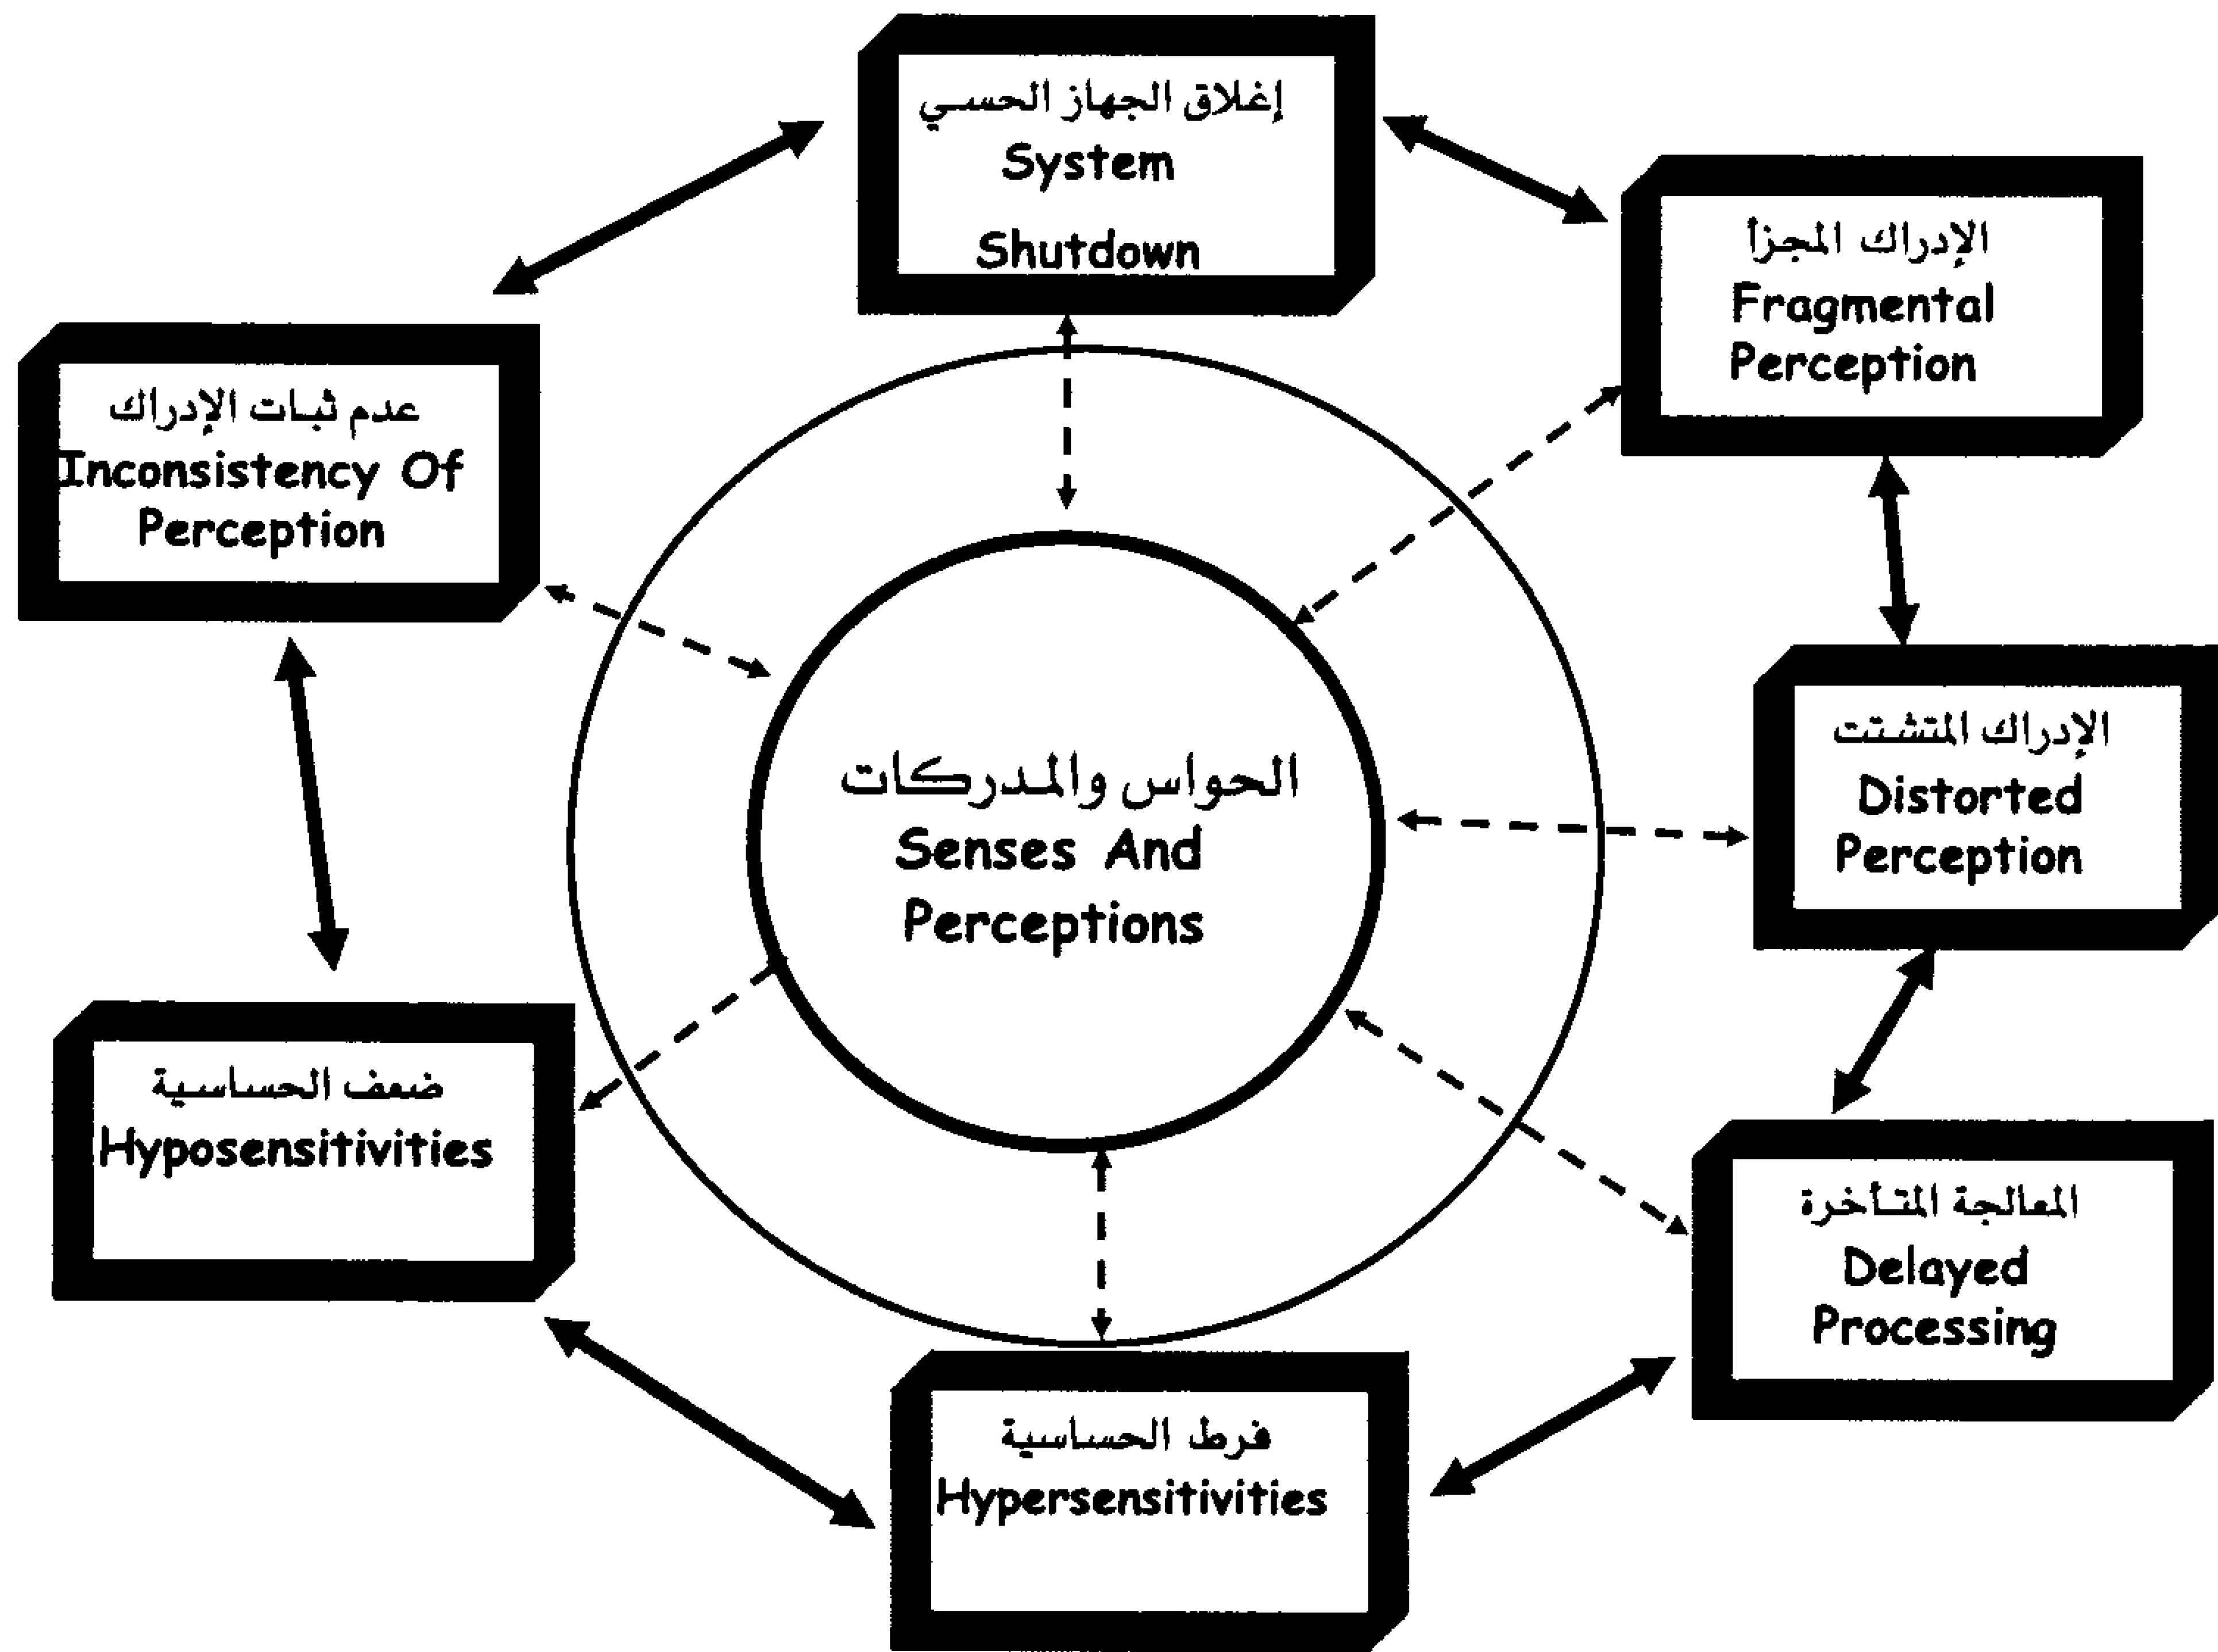 إغلاق الجهاز الحسي
System
Shutdown
الإدراك المجزأ
Fragmental
Perception
عدم ثبات الإدراك
Inconsistency Of
Perception
الإدراك المتشتت
Distorted
Perception
الحواس والمدركات
Senses And
Perceptions
ضعف الحساسية
Hyposensitivities
المعالجة المتأخرة
Delayed
Processing
فرط الحساسية
Hypersensitivities